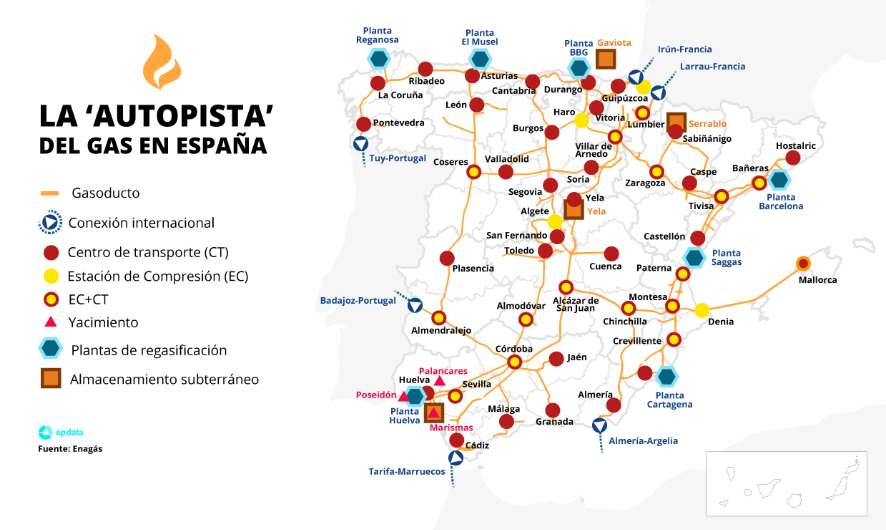 LA ‘AUTOPISTA’
DEL GAS EN ESPAÑA
Gasoducto
Conexión internacional
Centro de transporte (CT)
Estación de Compresión (EC)
EC+CT
Yacimiento
Plantas de regasificación
Almacenamiento subterráneo
epdata
Fuente: Enagás
Planta
Reganosa
Planta
El Musel
Planta
BBG
Gaviota
Irún-Francia
Larrau-Francia
Ribadeo
Asturias
La Coruña
Cantabria
Durango
Guipúzcoa
León
Haro
Vitoria
Lumbier
Serrablo
Pontevedra
Burgos
Sabiñánigo
Tuy-Portugal
Villar de
Arnedo
Hostalric
Coseres
Valladolid
Soria
Zaragoza
Caspe
Bañeras
Segovia
Yela
Tivisa
Planta
Barcelona
Algete
Yela
San Fernando
Castellón
Toledo
Cuenca
Planta
Saggas
Plasencia
Paterna
Mallorca
Badajoz-Portugal
Almodóvar
Alcázar de
San Juan
Montesa
Chinchilla
Denia
Almendralejo
Crevillente
Córdoba
Jaén
Palancares
Huelva
Sevilla
Poseidón
Almería
Planta
Cartagena
Planta
Huelva
Málaga
Granada
Marismas
Cádiz
Almería-Argelia
Tarifa-Marruecos